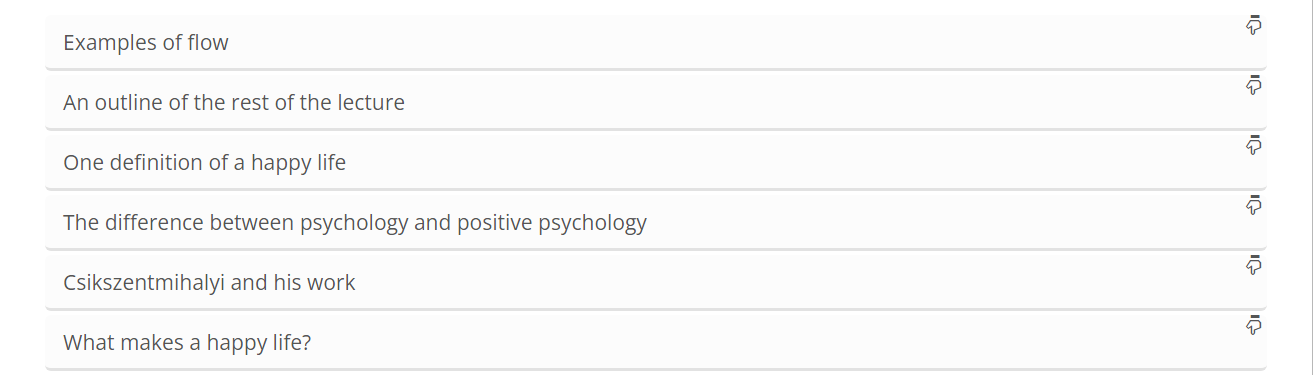 Examples of flow
An outline of the rest of the lecture
One definition of a happy life
The difference between psychology and positive psychology
Csikszentmihalyi and his work
What makes a happy life?